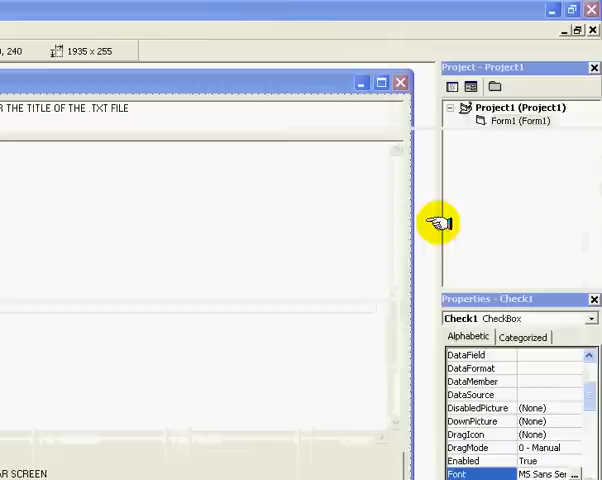 , 240 1935 x 255
Project - Project1
R THE TITLE OF THE .TXT FILE
Project1 (Project1)
Form1 (Form1)
Properties - Check1
Check1 CheckBox
Alphabetic Categorized
DataField
DataFormat
DataMember
DataSource
DisabledPicture (None)
DownPicture (None)
DragIcon (None)
DragMode 0 - Manual
Enabled True
Font MS Sans Ser ...
AR SCREEN